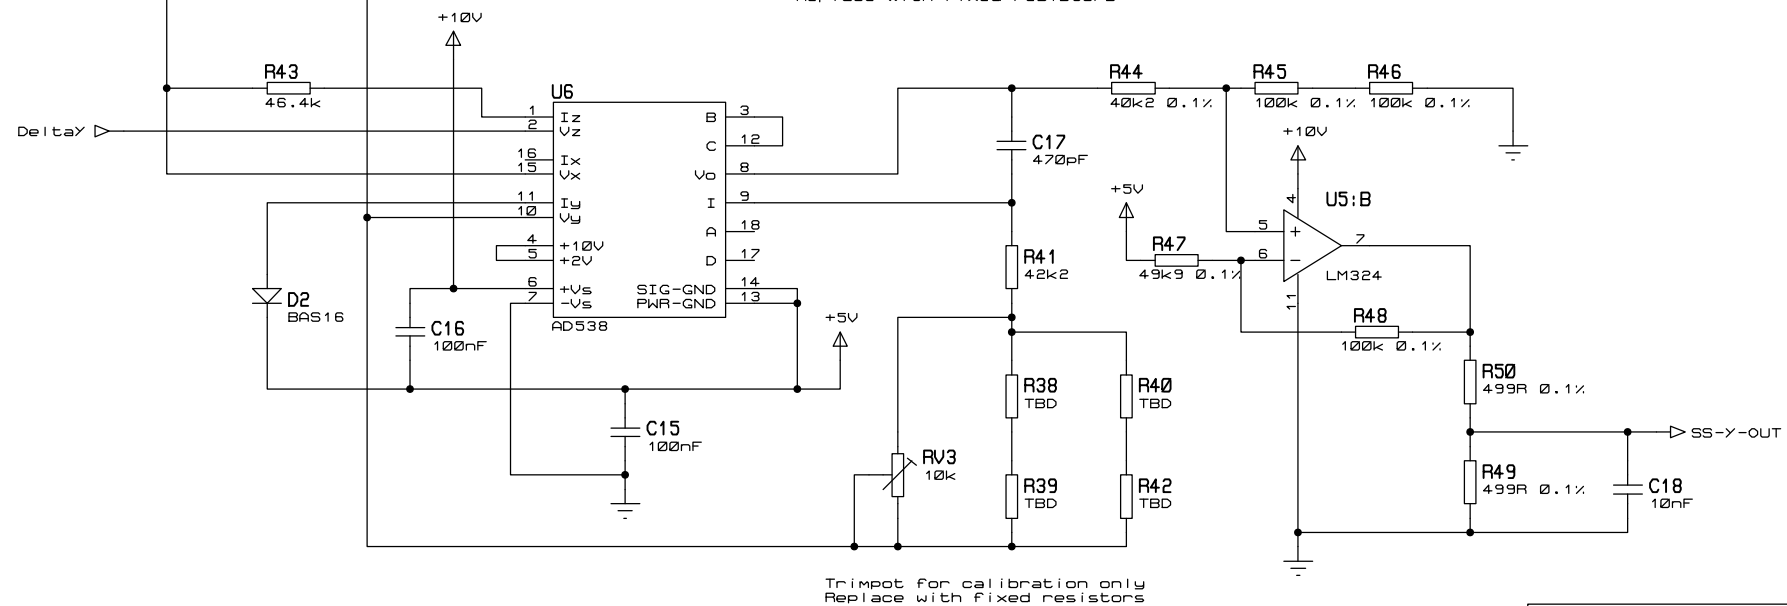 +10V
R43
46.4k
U6
DeltaY
1 Iz
2 Vz
16 Ix
15 Vx
11 Iy
10 Vy
4 +10V
5 +2V
6 +Vs
7 -Vs
B 3
C 12
Vo 8
I 9
A 18
D 17
SIG-GND 14
PWR-GND 13
AD538
D2
BAS16
C16
100nF
+5V
C15
100nF
R44
40k2 0.1%
R45
100k 0.1%
R46
100k 0.1%
C17
470pF
+10V
+5V
U5:B
4
5 +
6 -
7
11
LM324
R47
49k9 0.1%
R41
42k2
R48
100k 0.1%
R38
TBD
R40
TBD
R50
499R 0.1%
SS-Y-OUT
RV3
10k
R39
TBD
R42
TBD
R49
499R 0.1%
C18
10nF
Trimpot for calibration only
Replace with fixed resistors